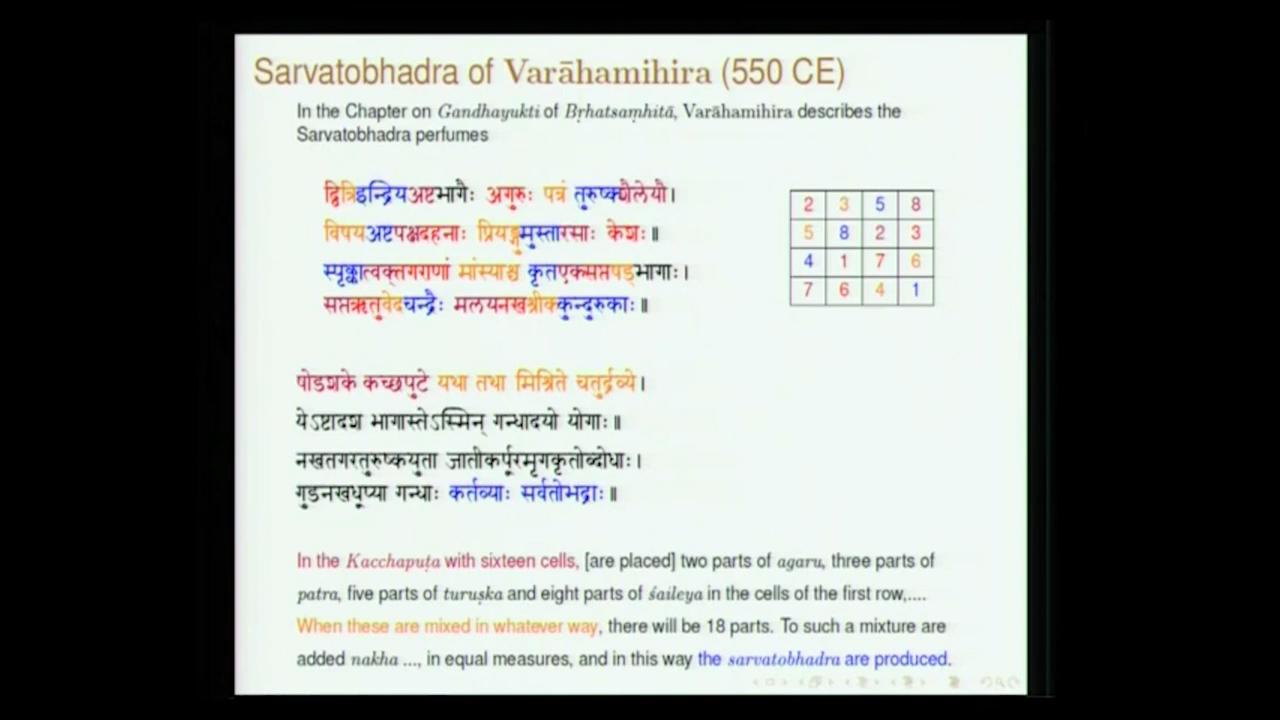 Sarvatobhadra of Varāhamihira (550 CE)
In the Chapter on Gandhayukti of Bṛhatsaṃhitā, Varāhamihira describes the
Sarvatobhadra perfumes
द्वित्रिइन्द्रियअष्टभागैः अगुरुः पत्रं तुरुष्कशैलेयौ।
विषयअष्टपक्षदहनाः प्रियङ्गुमुस्तारसाः केशः॥
स्पृक्कात्वक्तगराणां मांस्याश्च कृतएकसप्तषड्भागाः।
सप्तऋतुवेदचन्द्रैः मलयनखश्रीककुन्दुरुकाः॥
2 3 5 8
5 8 2 3
4 1 7 6
7 6 4 1
षोडशके कच्छपुटे यथा तथा मिश्रिते चतुर्द्रव्ये।
येऽष्टादश भागास्तेऽस्मिन् गन्धादयो योगाः॥
नखतगरतुरुष्कयुता जातीकर्पूरमृगकृतोब्दोधाः।
गुडनखधूप्या गन्धाः कर्तव्याः सर्वतोभद्राः॥
In the Kacchapuṭa with sixteen cells, [are placed] two parts of agaru, three parts of
patra, five parts of turuṣka and eight parts of śaileya in the cells of the first row,....
When these are mixed in whatever way, there will be 18 parts. To such a mixture are
added nakha ..., in equal measures, and in this way the sarvatobhadra are produced.